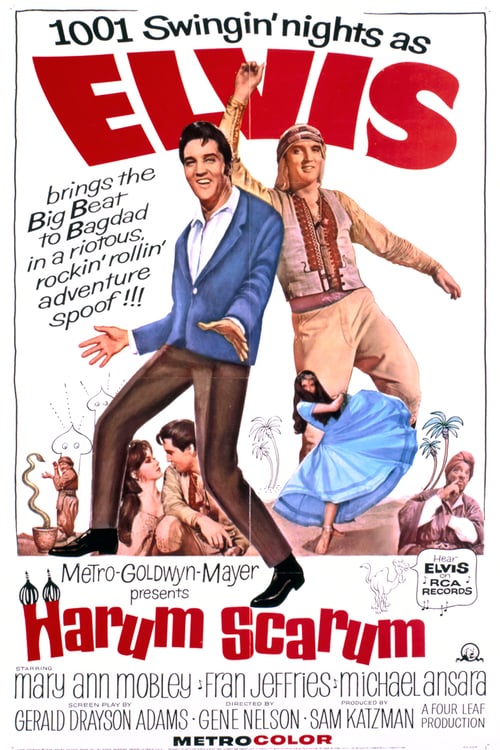 1001 Swingin' nights as
ELVIS
brings the
Big Beat
to Bagdad
in a riotous,
rockin' rollin'
adventure
spoof!!!
Metro-Goldwyn-Mayer
presents
Harum Scarum
Hear
ELVIS
on
RCA
RECORDS
STARRING
MARY ANN MOBLEY FRAN JEFFRIES MICHAEL ANSARA
SCREEN PLAY BY DIRECTED BY PRODUCED BY
GERALD DRAYSON ADAMS · GENE NELSON · SAM KATZMAN
A FOUR LEAF
PRODUCTION
METROCOLOR